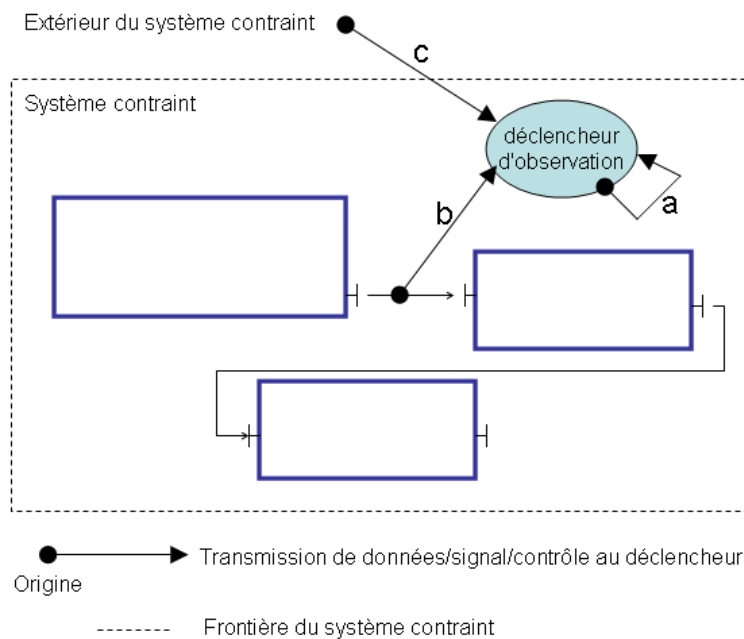 Extérieur du système contraint
c
Système contraint
déclencheur
d'observation
b
a
Transmission de données/signal/contrôle au déclencheur
Origine
Frontière du système contraint